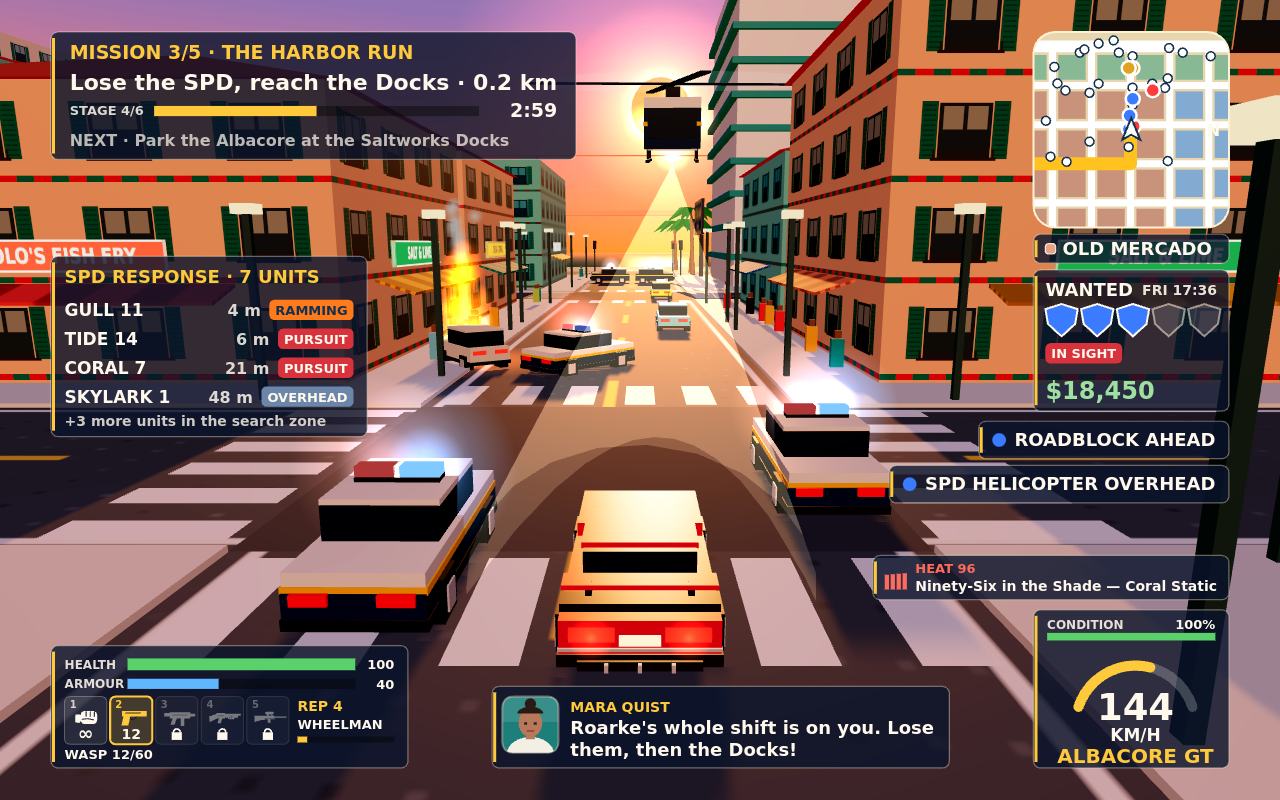 MISSION 3/5 · THE HARBOR RUN
Lose the SPD, reach the Docks · 0.2 km
STAGE 4/6 2:59
NEXT · Park the Albacore at the Saltworks Docks
OLO'S FISH FRY
SALT & LIME
SPD RESPONSE · 7 UNITS
GULL 11 4 m RAMMING
TIDE 14 6 m PURSUIT
CORAL 7 21 m PURSUIT
SKYLARK 1 48 m OVERHEAD
+3 more units in the search zone
OLD MERCADO
WANTED FRI 17:36
IN SIGHT
$18,450
ROADBLOCK AHEAD
SPD HELICOPTER OVERHEAD
HEAT 96
Ninety-Six in the Shade — Coral Static
CONDITION 100%
144
KM/H
ALBACORE GT
HEALTH 100
ARMOUR 40
1 2 3 4 5
∞ 12
WASP 12/60
REP 4
WHEELMAN
MARA QUIST
Roarke's whole shift is on you. Lose
them, then the Docks!